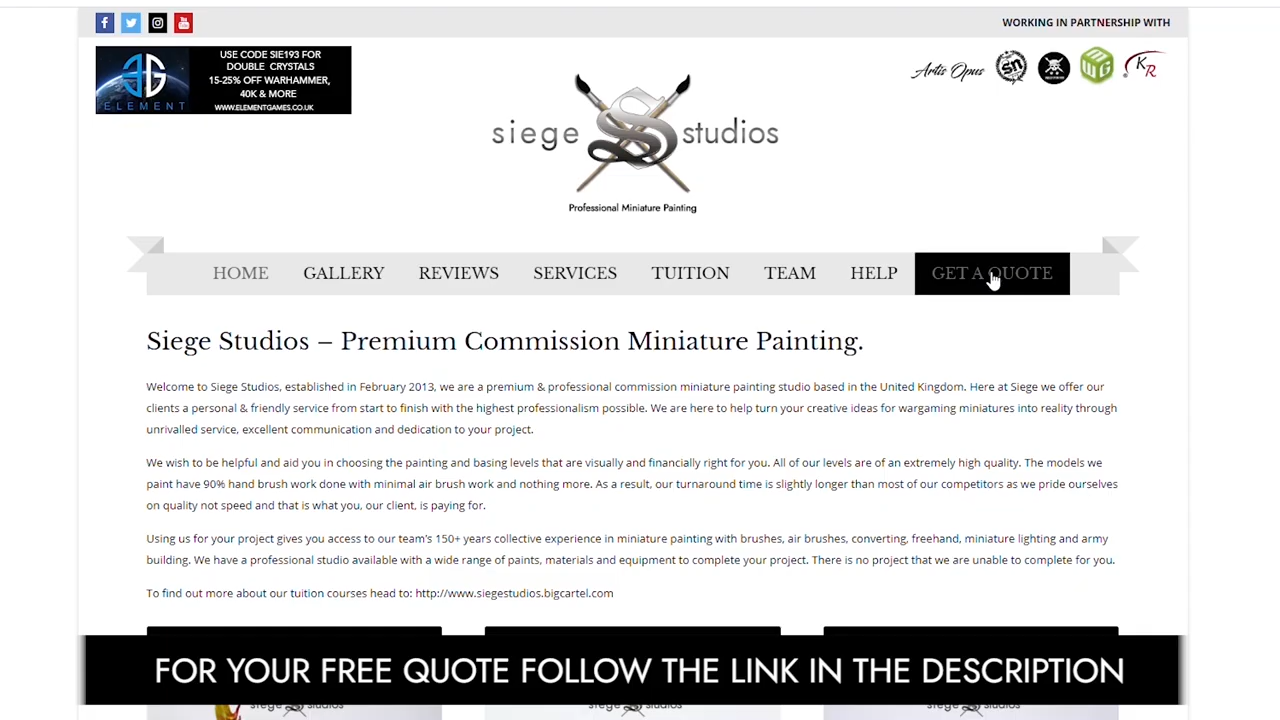 WORKING IN PARTNERSHIP WITH
USE CODE SIE193 FOR
DOUBLE CRYSTALS
15-25% OFF WARHAMMER,
40K & MORE
WWW.ELEMENTGAMES.CO.UK
ELEMENT
Artis Opus
KR
siege studios
Professional Miniature Painting
HOME GALLERY REVIEWS SERVICES TUITION TEAM HELP GET A QUOTE
Siege Studios – Premium Commission Miniature Painting.
Welcome to Siege Studios, established in February 2013, we are a premium & professional commission miniature painting studio based in the United Kingdom. Here at Siege we offer our
clients a personal & friendly service from start to finish with the highest professionalism possible. We are here to help turn your creative ideas for wargaming miniatures into reality through
unrivalled service, excellent communication and dedication to your project.
We wish to be helpful and aid you in choosing the painting and basing levels that are visually and financially right for you. All of our levels are of an extremely high quality. The models we
paint have 90% hand brush work done with minimal air brush work and nothing more. As a result, our turnaround time is slightly longer than most of our competitors as we pride ourselves
on quality not speed and that is what you, our client, is paying for.
Using us for your project gives you access to our team's 150+ years collective experience in miniature painting with brushes, air brushes, converting, freehand, miniature lighting and army
building. We have a professional studio available with a wide range of paints, materials and equipment to complete your project. There is no project that we are unable to complete for you.
To find out more about our tuition courses head to: http://www.siegestudios.bigcartel.com
FOR YOUR FREE QUOTE FOLLOW THE LINK IN THE DESCRIPTION